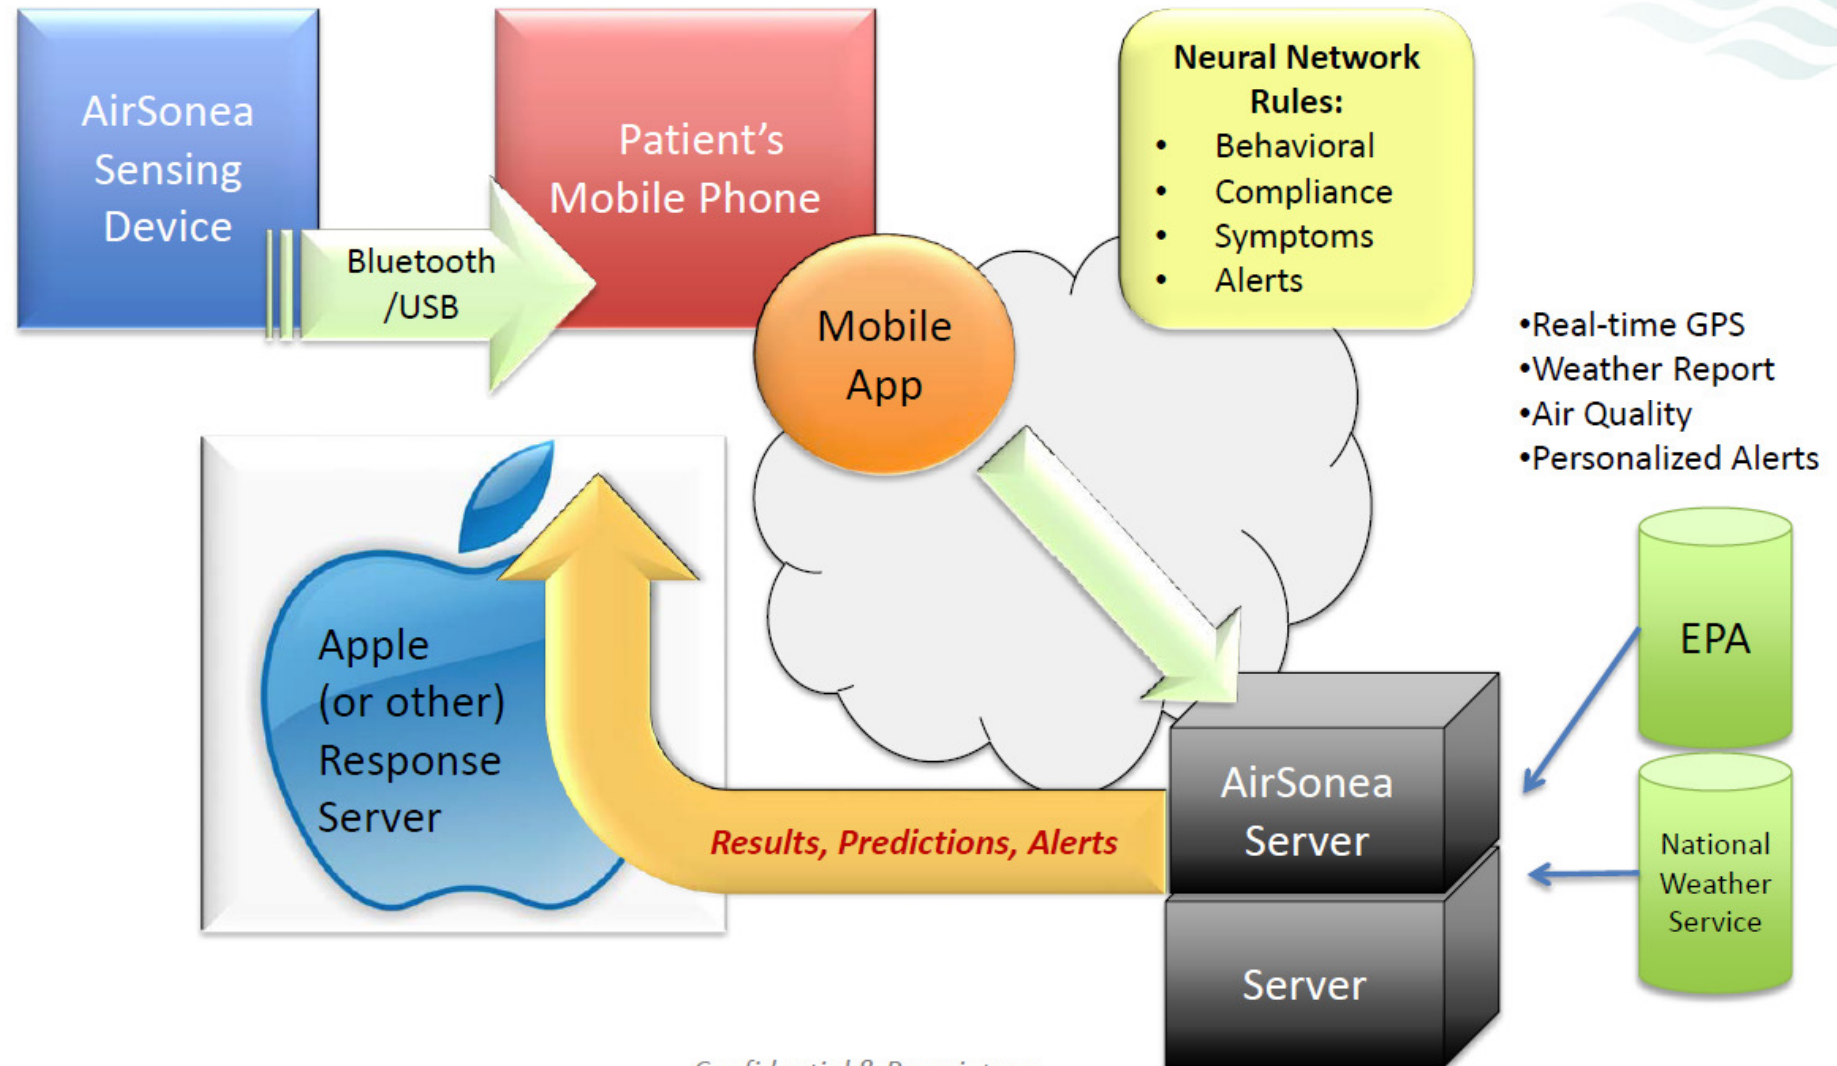 AirSonea
Sensing
Device
Bluetooth
/USB
Patient's
Mobile Phone
Mobile
App
Neural Network
Rules:
• Behavioral
• Compliance
• Symptoms
• Alerts
•Real-time GPS
•Weather Report
•Air Quality
•Personalized Alerts
EPA
National
Weather
Service
AirSonea
Server
Server
Results, Predictions, Alerts
Apple
(or other)
Response
Server